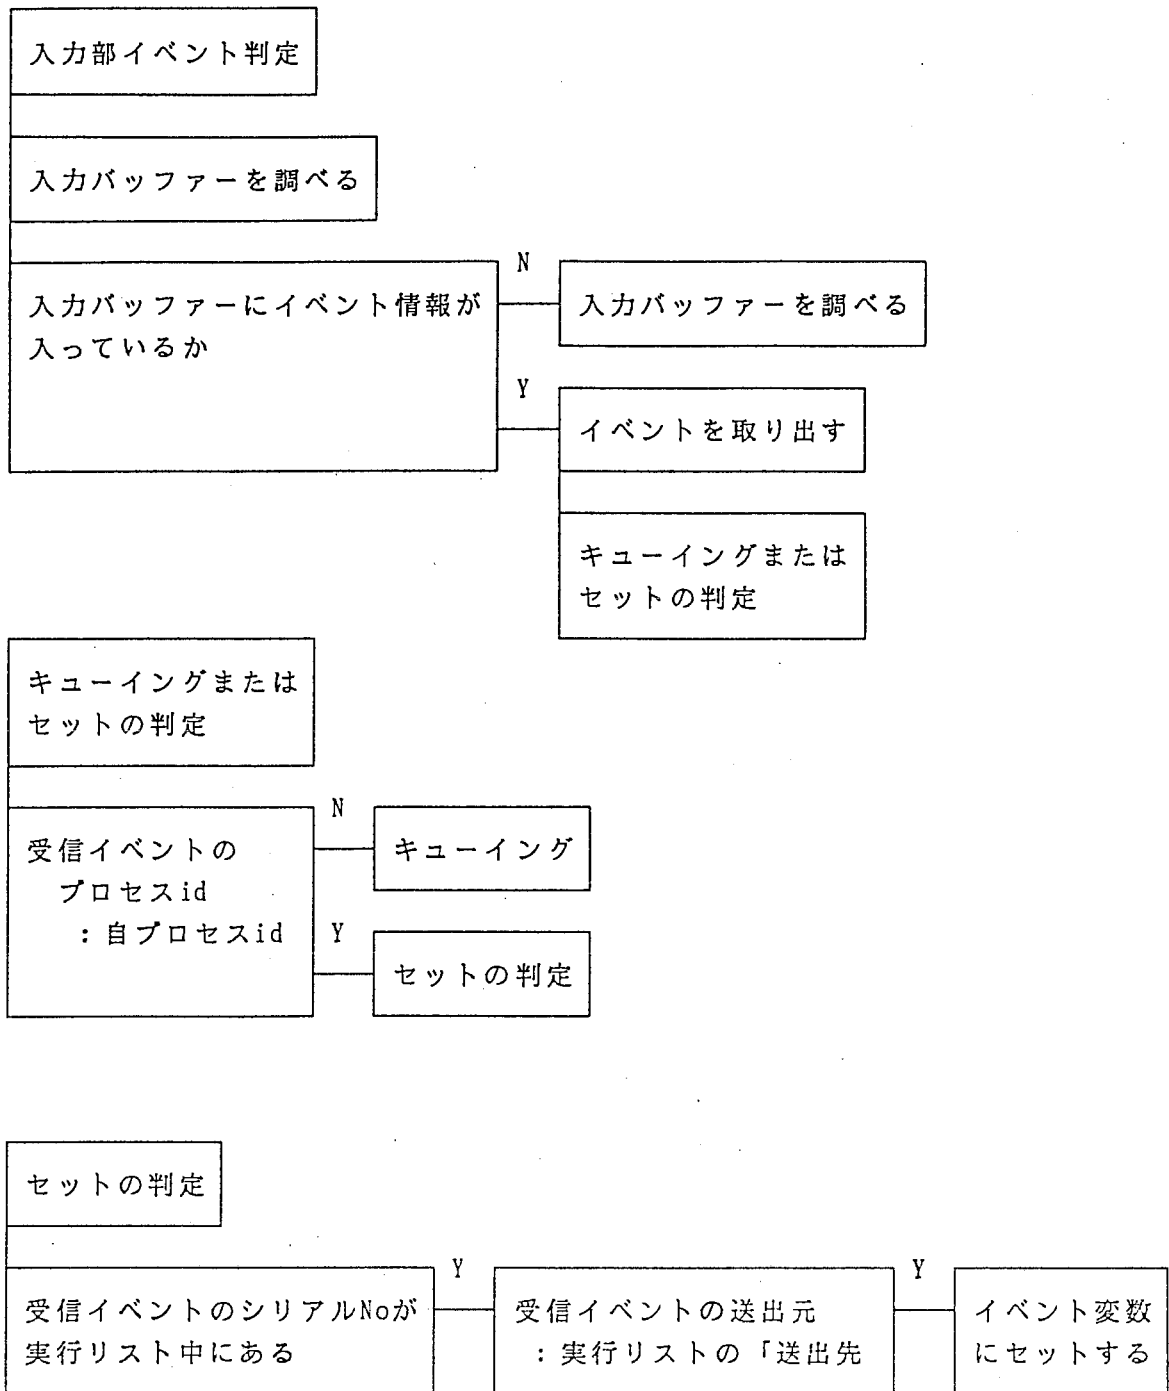 入力部イベント判定
入力バッファーを調べる
入力バッファーにイベント情報が
入っているか
N
入力バッファーを調べる
Y
イベントを取り出す
キューイングまたは
セットの判定
キューイングまたは
セットの判定
受信イベントの
プロセスid
：自プロセスid
N
キューイング
Y
セットの判定
セットの判定
受信イベントのシリアルNoが
実行リスト中にある
Y
受信イベントの送出元
：実行リストの「送出先
Y
イベント変数
にセットする